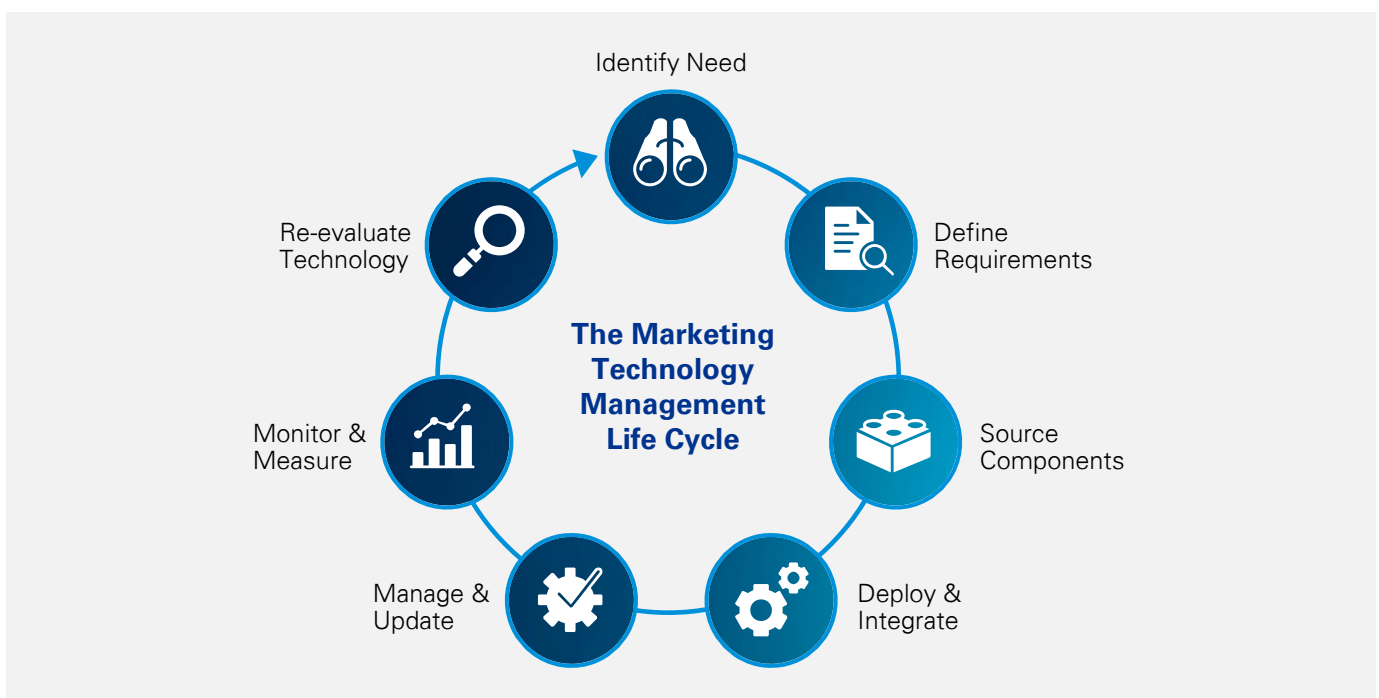 Identify Need
Define
Requirements
Source
Components
Deploy &
Integrate
Manage &
Update
Monitor &
Measure
Re-evaluate
Technology
The Marketing
Technology
Management
Life Cycle